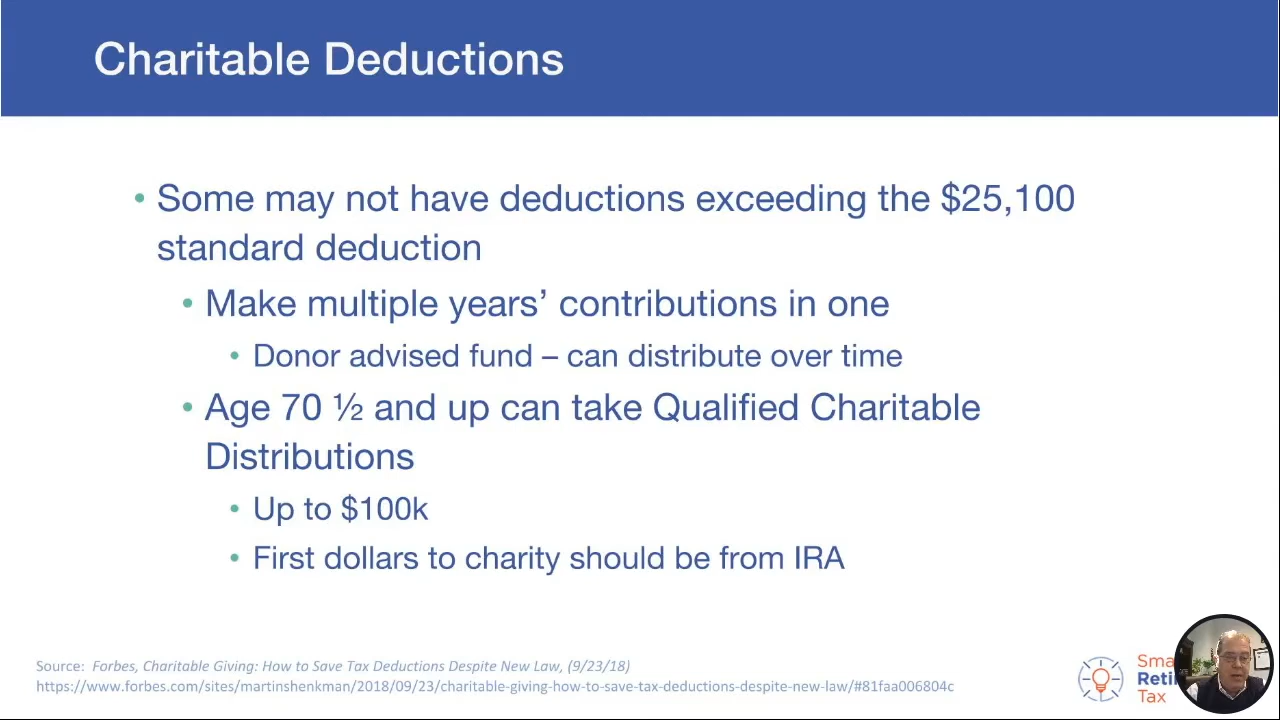 Charitable Deductions
• Some may not have deductions exceeding the $25,100
standard deduction
• Make multiple years’ contributions in one
• Donor advised fund – can distribute over time
• Age 70 ½ and up can take Qualified Charitable
Distributions
• Up to $100k
• First dollars to charity should be from IRA
Source: Forbes, Charitable Giving: How to Save Tax Deductions Despite New Law, (9/23/18)
https://www.forbes.com/sites/martinshenkman/2018/09/23/charitable-giving-how-to-save-tax-deductions-despite-new-law/#81faa006804c
Tax